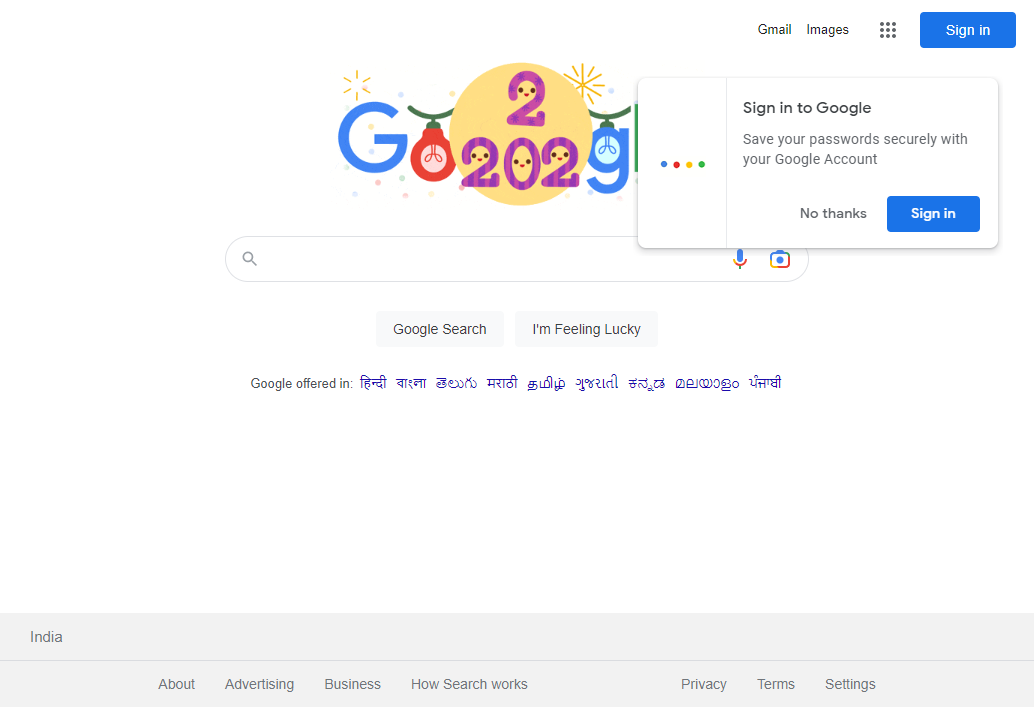 Gmail Images Sign in
Goo 2 202 2 g
Sign in to Google
Save your passwords securely with
your Google Account
No thanks Sign in
Google Search I'm Feeling Lucky
Google offered in: हिन्दी বাংলা తెలుగు मराठी தமிழ் ગુજરાતી ಕನ್ನಡ മലയാളം ਪੰਜਾਬੀ
India
About Advertising Business How Search works Privacy Terms Settings